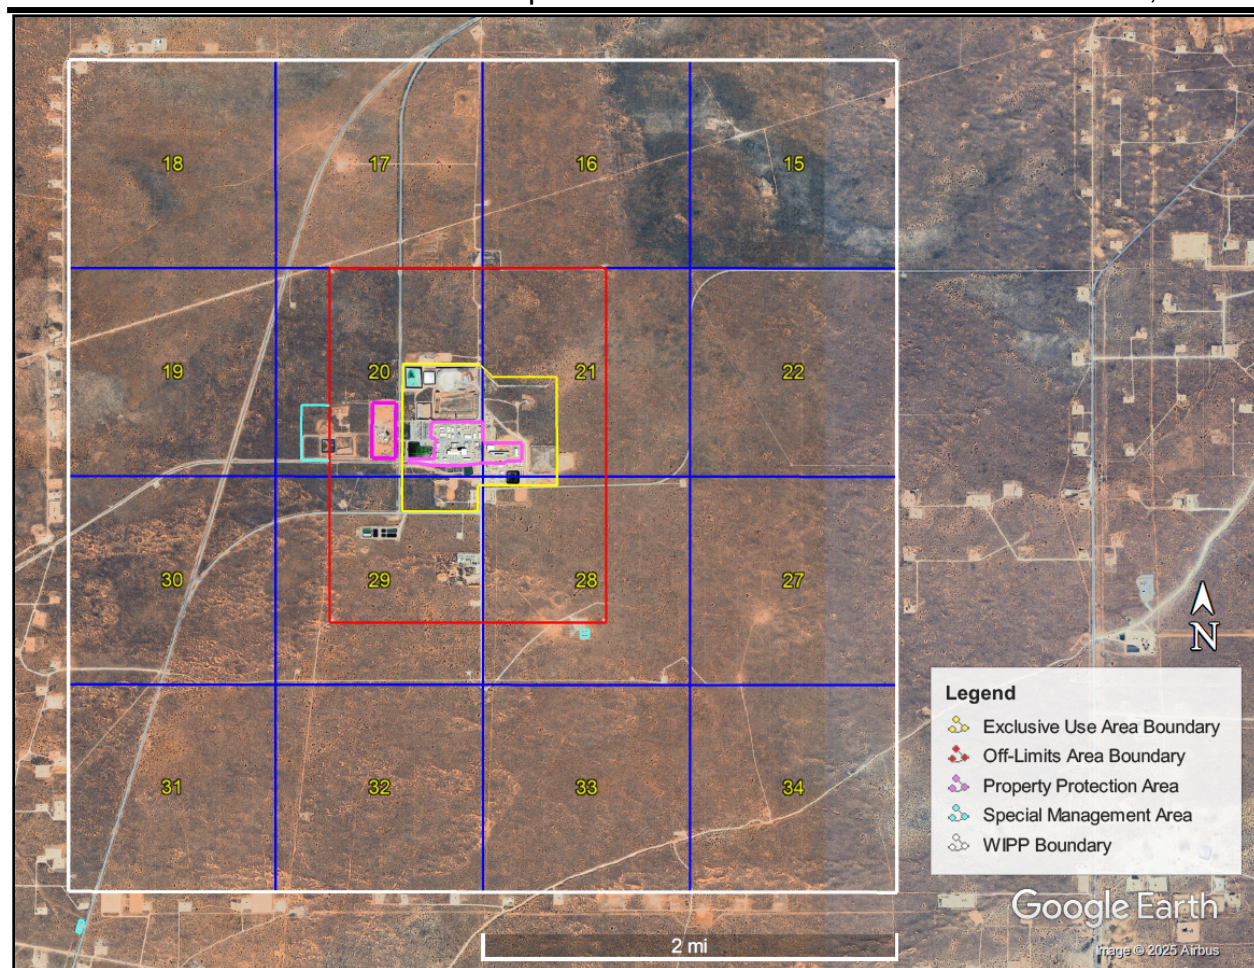 18 17 16 15
19 20 21 22
30 29 28 27
N
Legend
Exclusive Use Area Boundary
Off-Limits Area Boundary
Property Protection Area
Special Management Area
WIPP Boundary
31 32 33 34
Google Earth
2 mi
Image © 2025 Airbus